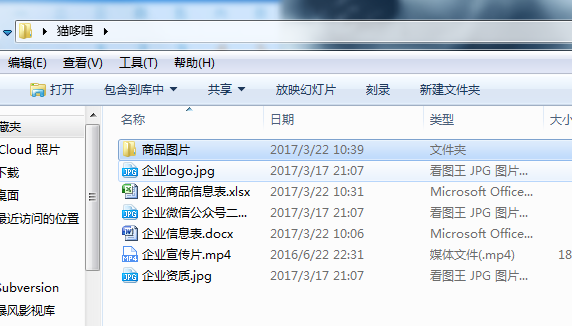 猫哆哩
编辑(E) 查看(V) 工具(T) 帮助(H)
打开 包含到库中 共享 放映幻灯片 刻录 新建文件夹
名称 日期 类型 大小
藏夹
Cloud 照片
下载
桌面
最近访问的位置
Subversion
暴风影视库
商品图片 2017/3/22 10:39 文件夹
企业logo.jpg 2017/3/17 21:07 看图王 JPG 图片...
企业商品信息表.xlsx 2017/3/22 10:31 Microsoft Office...
企业微信公众号二... 2017/3/17 21:07 看图王 JPG 图片...
企业信息表.docx 2017/3/22 10:06 Microsoft Office...
企业宣传片.mp4 2016/6/22 22:31 媒体文件(.mp4) 18
企业资质.jpg 2017/3/17 21:07 看图王 JPG 图片...